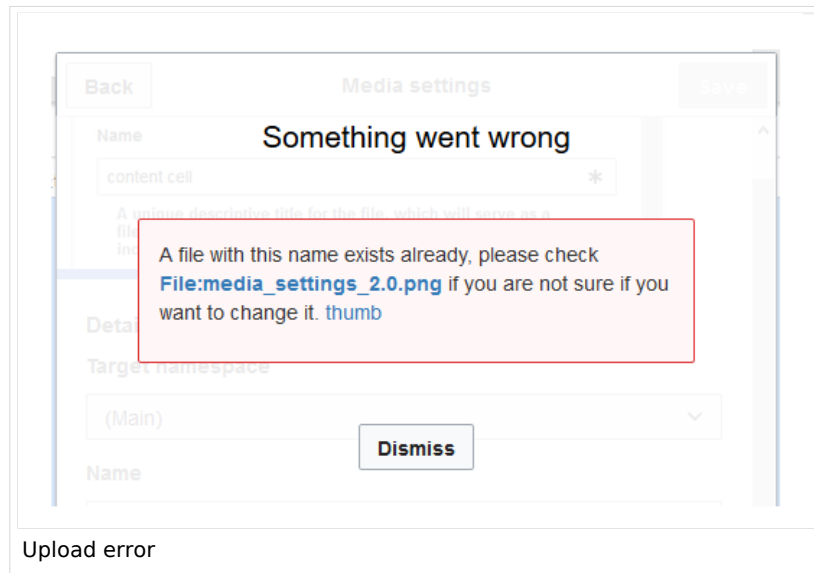 Back
Media settings
Save
Name
Something went wrong
content cell
A unique descriptive title for the file, which will serve as a
A file with this name exists already, please check
File:media_settings_2.0.png if you are not sure if you
want to change it. thumb
Target namespace
(Main)
Dismiss
Name
Upload error